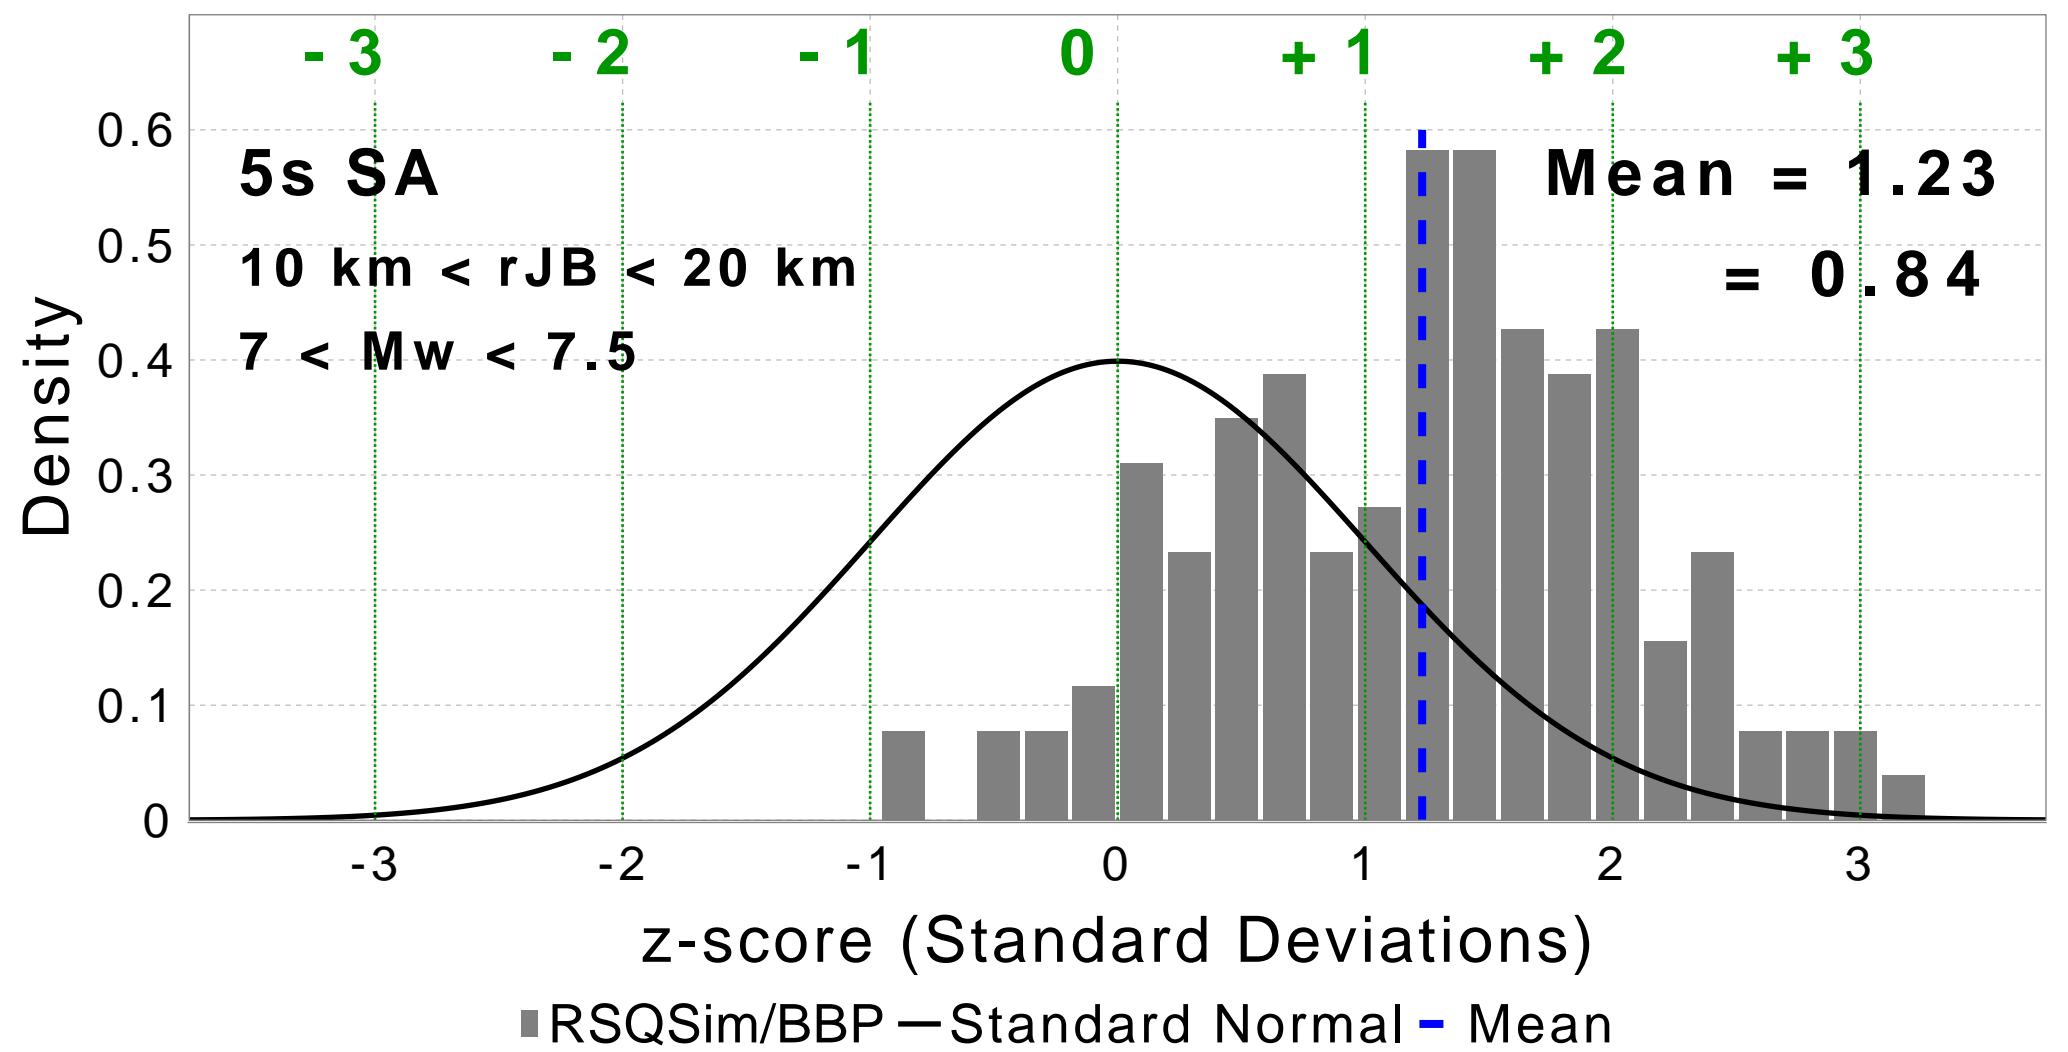 - 3 - 2 - 1 0 + 1 + 2 + 3
0.6
5s SA
Mean = 1.23
0.5
10 km < rJB < 20 km
= 0.84
0.4
7 < Mw < 7.5
Density
0.3
0.2
0.1
0
-3 -2 -1 0 1 2 3
z-score (Standard Deviations)
RSQSim/BBP Standard Normal Mean